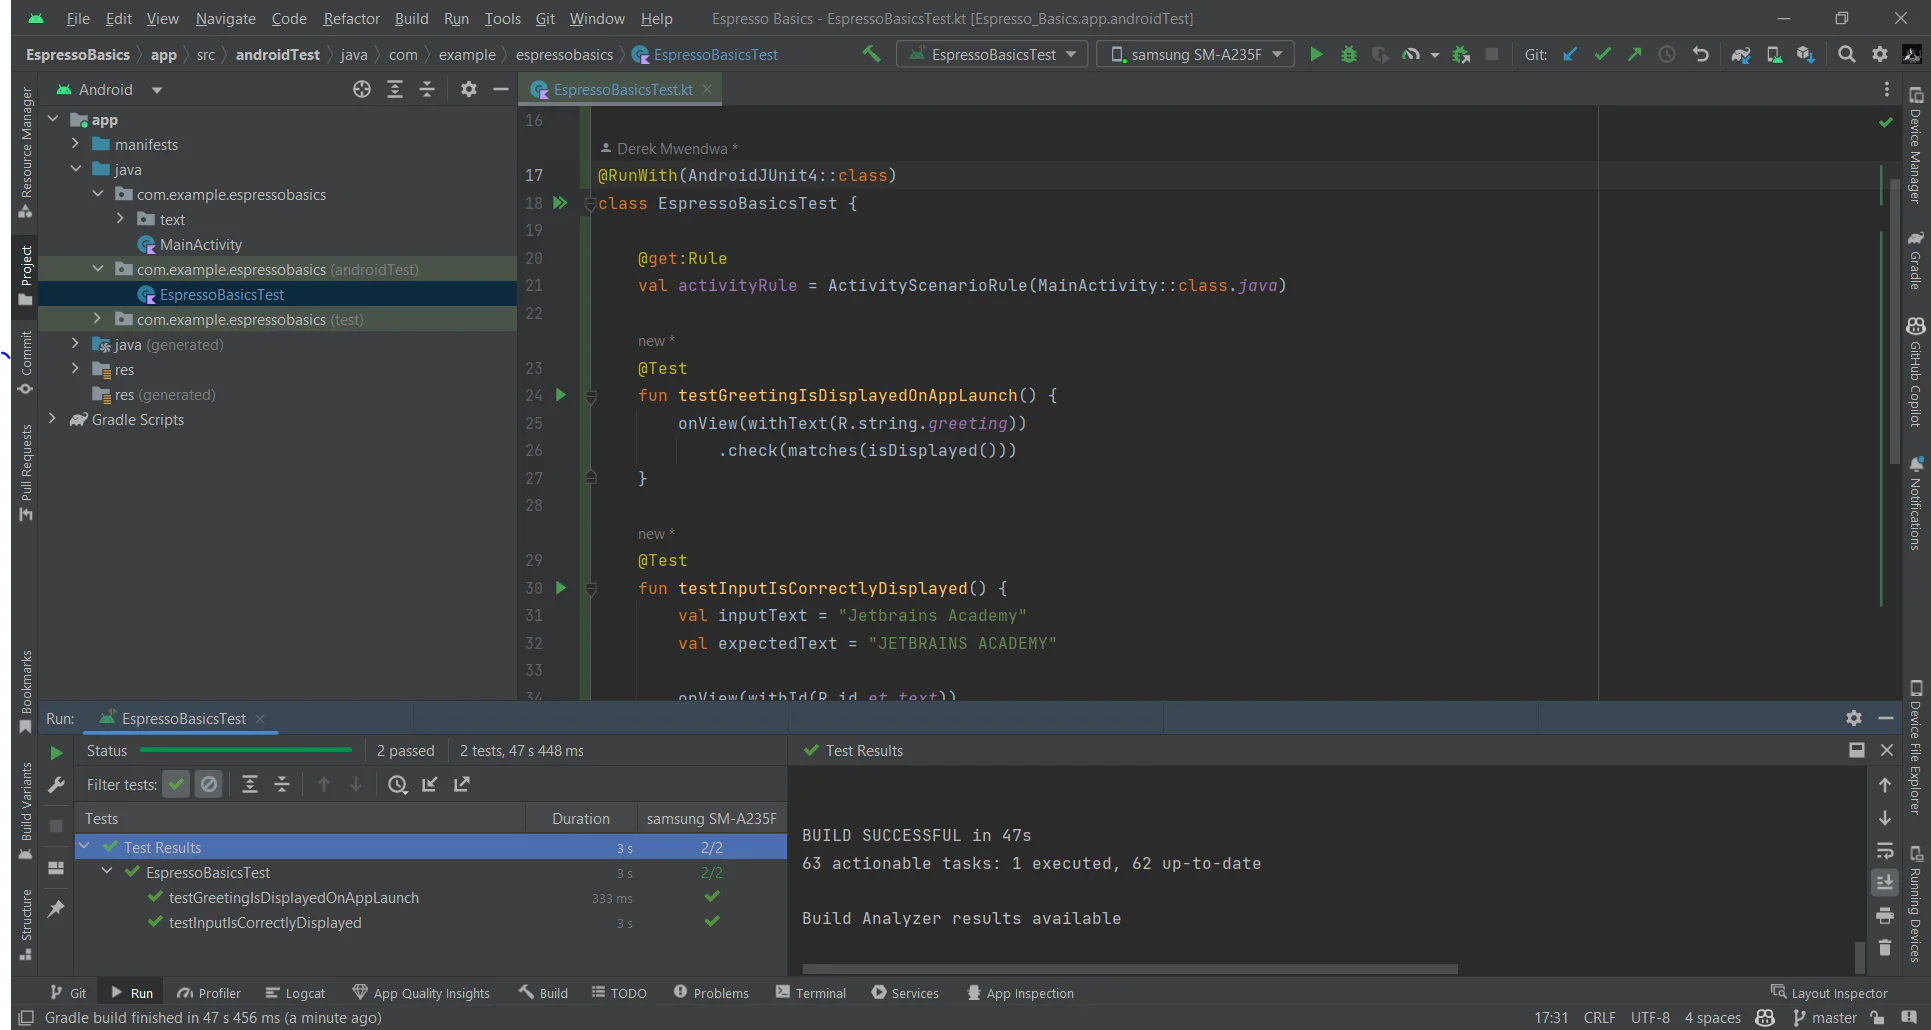 File Edit View Navigate Code Refactor Build Run Tools Git Window Help Espresso Basics - EspressoBasicsTest.kt [Espresso_Basics.app.androidTest]
EspressoBasics app src androidTest java com example espressobasics EspressoBasicsTest EspressoBasicsTest samsung SM-A235F Git:
Android
EspressoBasicsTest.kt
app
manifests
java
com.example.espressobasics
text
MainActivity
com.example.espressobasics (androidTest)
EspressoBasicsTest
com.example.espressobasics (test)
java (generated)
res
res (generated)
Gradle Scripts
Resource Manager
Project
Commit
Pull Requests
Bookmarks
Build Variants
Structure
16
Derek Mwendwa *
17 @RunWith(AndroidJUnit4::class)
18 class EspressoBasicsTest {
19
20 @get:Rule
21 val activityRule = ActivityScenarioRule(MainActivity::class.java)
22
new *
23 @Test
24 fun testGreetingIsDisplayedOnAppLaunch() {
25 onView(withText(R.string.greeting))
26 .check(matches(isDisplayed()))
27 }
28
new *
29 @Test
30 fun testInputIsCorrectlyDisplayed() {
31 val inputText = "Jetbrains Academy"
32 val expectedText = "JETBRAINS ACADEMY"
33
34 onView(withId(R.id.et_text))
Device Manager
Gradle
GitHub Copilot
Notifications
Device File Explorer
Running Devices
Run: EspressoBasicsTest
Status 2 passed 2 tests, 47 s 448 ms
Filter tests:
Tests Duration samsung SM-A235F
Test Results 3 s 2/2
EspressoBasicsTest 3 s 2/2
testGreetingIsDisplayedOnAppLaunch 333 ms
testInputIsCorrectlyDisplayed 3 s
Test Results
BUILD SUCCESSFUL in 47s
63 actionable tasks: 1 executed, 62 up-to-date
Build Analyzer results available
Git Run Profiler Logcat App Quality Insights Build TODO Problems Terminal Services App Inspection Layout Inspector
Gradle build finished in 47 s 456 ms (a minute ago) 17:31 CRLF UTF-8 4 spaces master